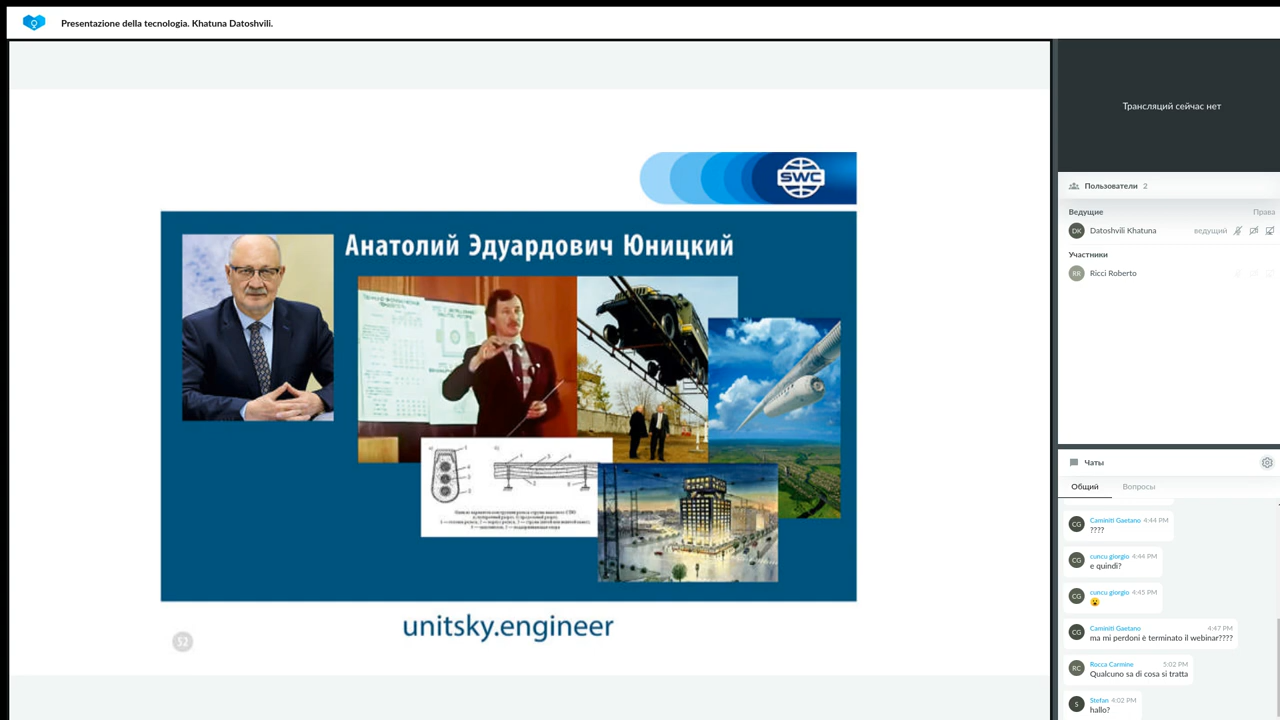 Presentazione della tecnologia. Khatuna Datoshvili.
SWC
Анатолий Эдуардович Юницкий
unitsky.engineer
52
Трансляций сейчас нет
Пользователи 2
Ведущие Права
DK Datoshvili Khatuna ведущий
Участники
RR Ricci Roberto
Чаты
Общий Вопросы
CG Caminiti Gaetano 4:44 PM
????
CG cuncu giorgio 4:44 PM
e quindi?
CG cuncu giorgio 4:45 PM
😮
CG Caminiti Gaetano 4:47 PM
ma mi perdoni è terminato il webinar????
RC Rocca Carmine 5:02 PM
Qualcuno sa di cosa si tratta
S Stefan 4:02 PM
hallo?